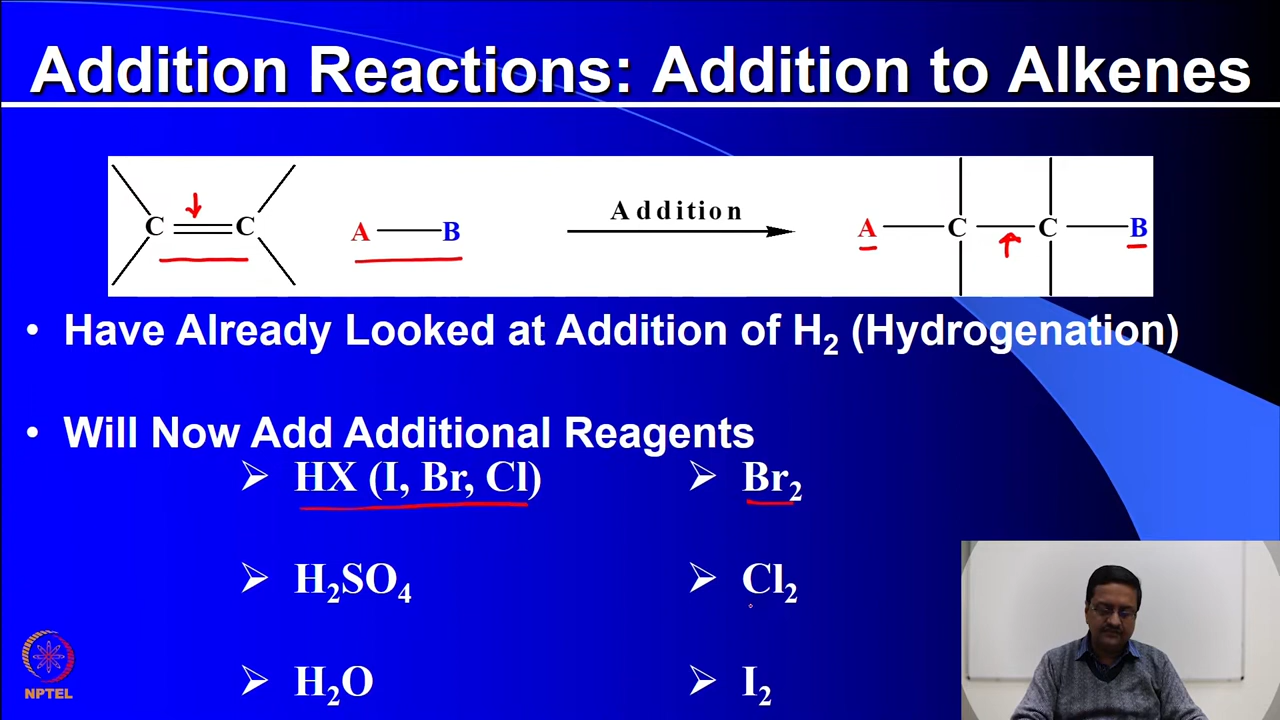 Addition Reactions: Addition to Alkenes
C C A B Addition A C C B
• Have Already Looked at Addition of H₂ (Hydrogenation)
• Will Now Add Additional Reagents
➢ HX (I, Br, Cl) ➢ Br₂
➢ H₂SO₄ ➢ Cl₂
➢ H₂O ➢ I₂
NPTEL